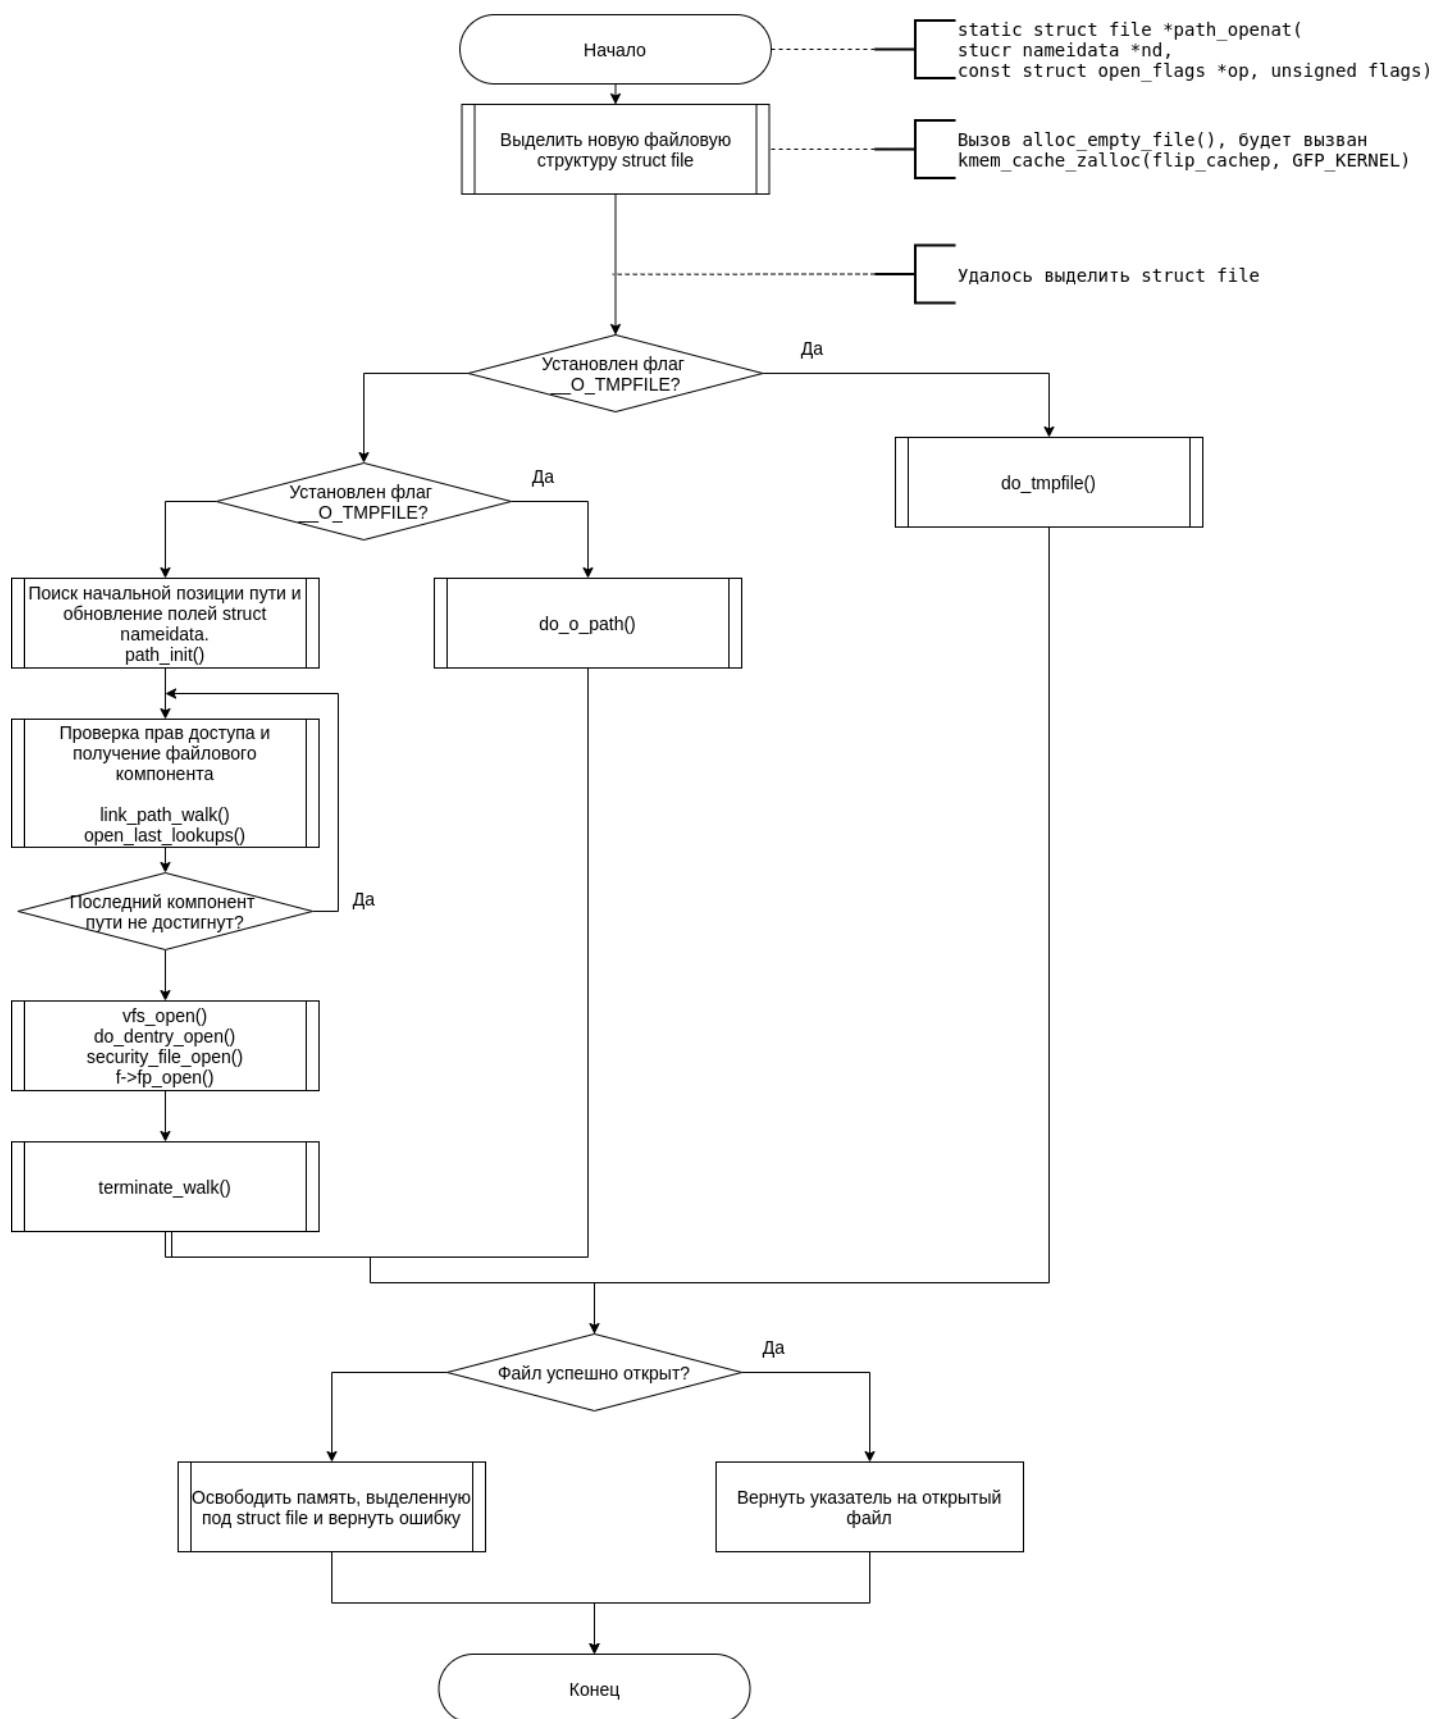 Начало
static struct file *path_openat(
stucr nameidata *nd,
const struct open_flags *op, unsigned flags)
Выделить новую файловую
структуру struct file
Вызов alloc_empty_file(), будет вызван
kmem_cache_zalloc(flip_cachep, GFP_KERNEL)
Удалось выделить struct file
Установлен флаг
__O_TMPFILE?
Да
do_tmpfile()
Установлен флаг
__O_TMPFILE?
Да
Поиск начальной позиции пути и
обновление полей struct
nameidata.
path_init()
do_o_path()
Проверка прав доступа и
получение файлового
компонента
link_path_walk()
open_last_lookups()
Последний компонент
пути не достигнут?
Да
vfs_open()
do_dentry_open()
security_file_open()
f->fp_open()
terminate_walk()
Файл успешно открыт?
Да
Освободить память, выделенную
под struct file и вернуть ошибку
Вернуть указатель на открытый
файл
Конец